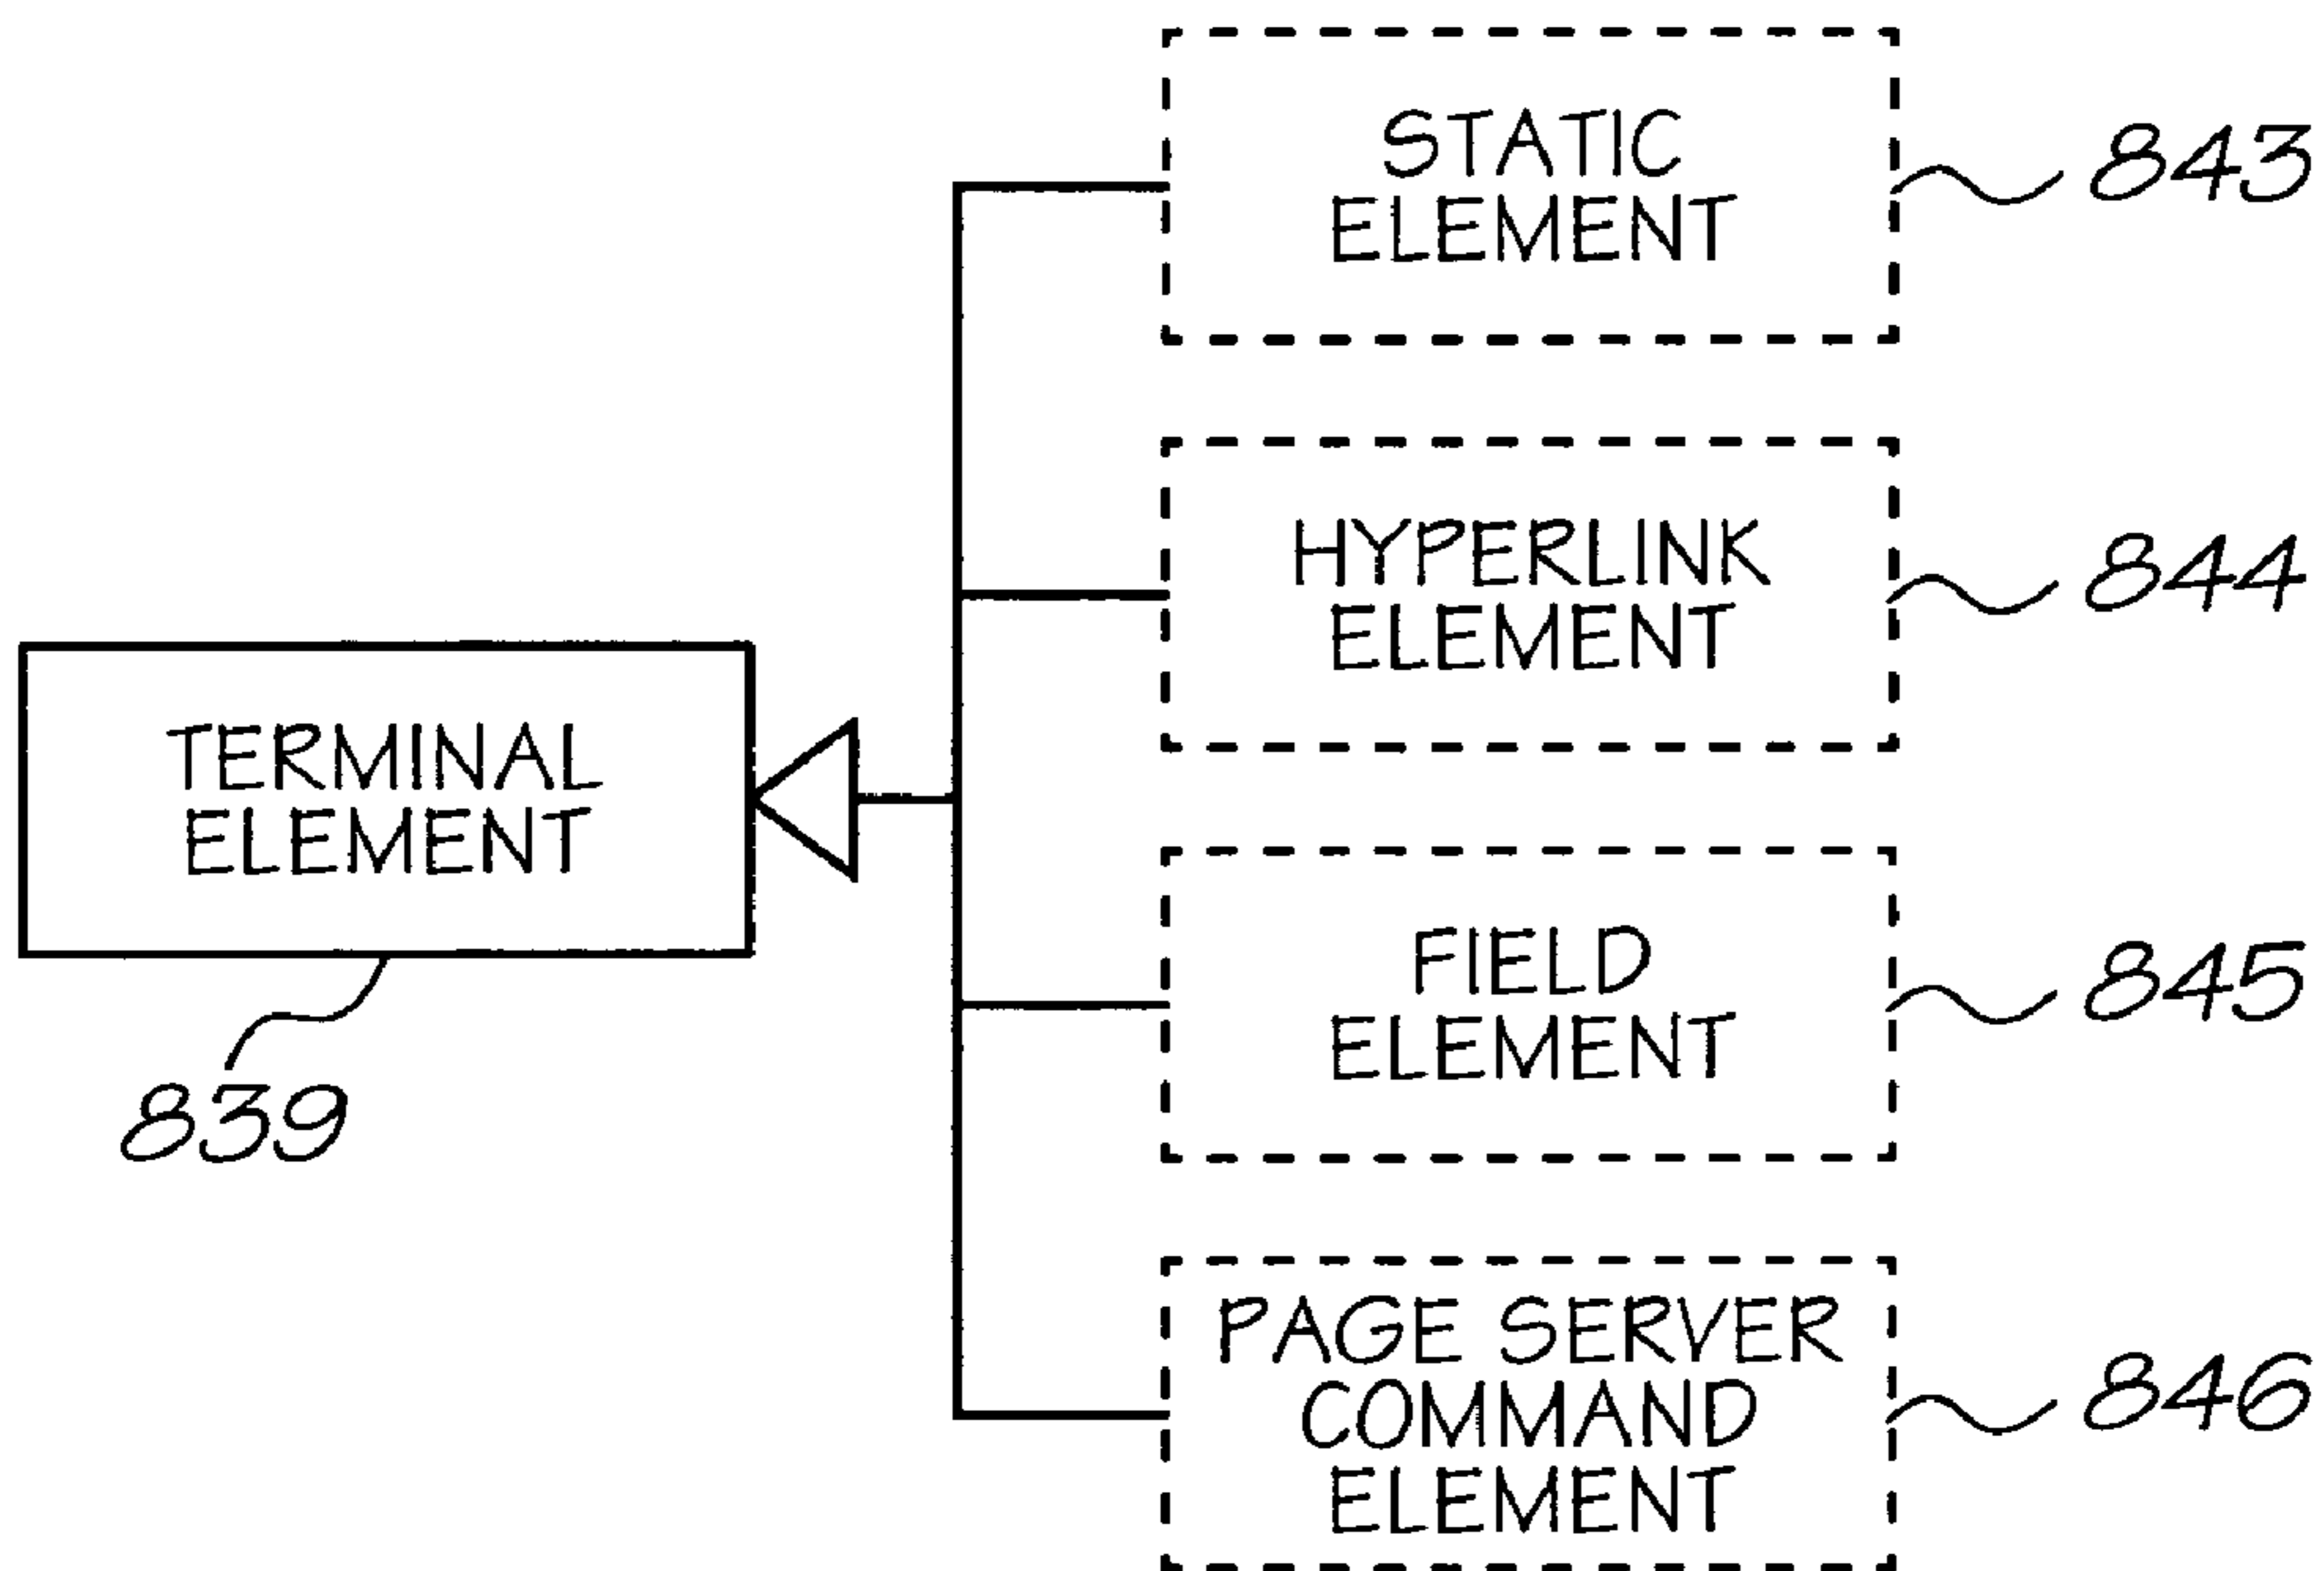 STATIC
ELEMENT
843
HYPERLINK
ELEMENT
844
TERMINAL
ELEMENT
839
FIELD
ELEMENT
845
PAGE SERVER
COMMAND
ELEMENT
846